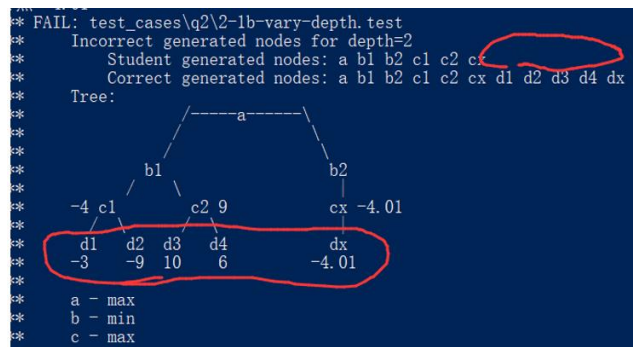 ** FAIL: test_cases\q2\2-1b-vary-depth.test
** Incorrect generated nodes for depth=2
** Student generated nodes: a b1 b2 c1 c2 cx
** Correct generated nodes: a b1 b2 c1 c2 cx d1 d2 d3 d4 dx
** Tree:
** /-----a------\
** / \
** / \
** b1 b2
** / \ |
** -4 c1 c2 9 cx -4.01
** / \ / \ |
** d1 d2 d3 d4 dx
** -3 -9 10 6 -4.01
**
** a - max
** b - min
** c - max